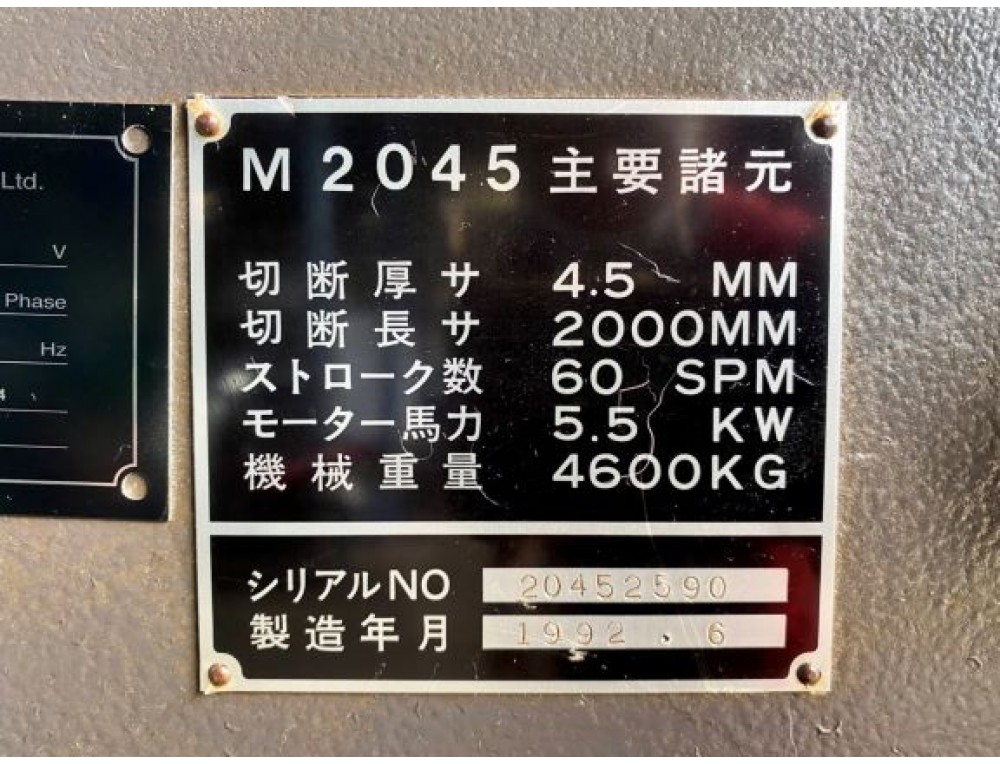 Ltd.
V
Phase
Hz
M 2045 主要諸元
切断厚サ 4.5 MM
切断長サ 2000MM
ストローク数 60 SPM
モーター馬力 5.5 KW
機械重量 4600KG
シリアルNO 20452590
製造年月 1992.6